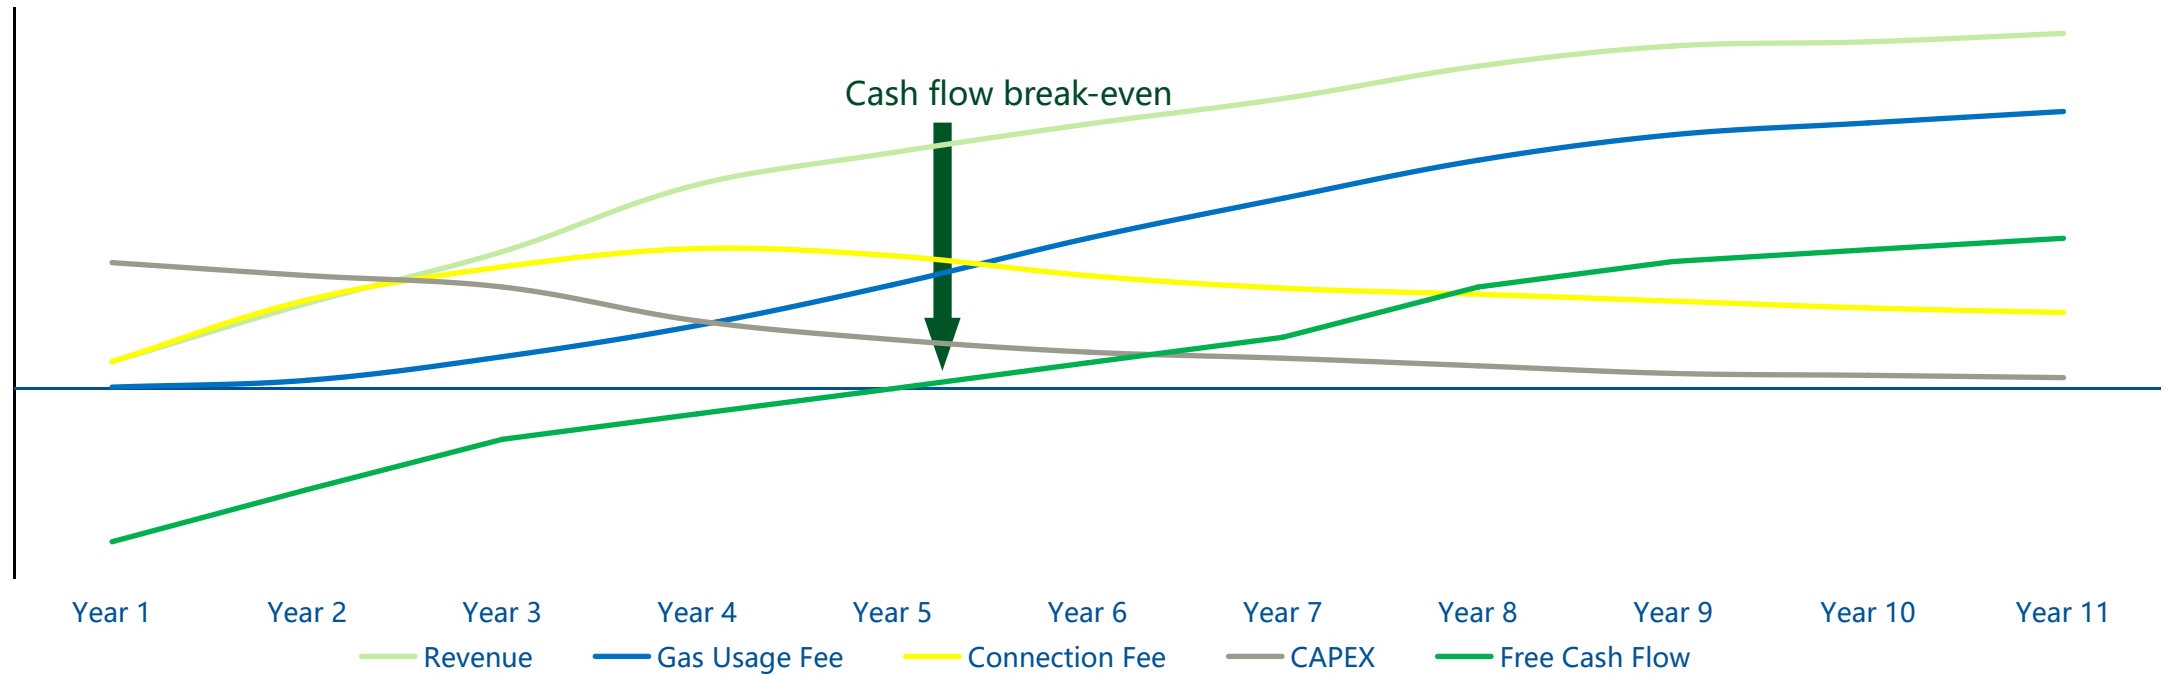 Cash flow break-even
Year 1 Year 2 Year 3 Year 4 Year 5 Year 6 Year 7 Year 8 Year 9 Year 10 Year 11
Revenue Gas Usage Fee Connection Fee CAPEX Free Cash Flow